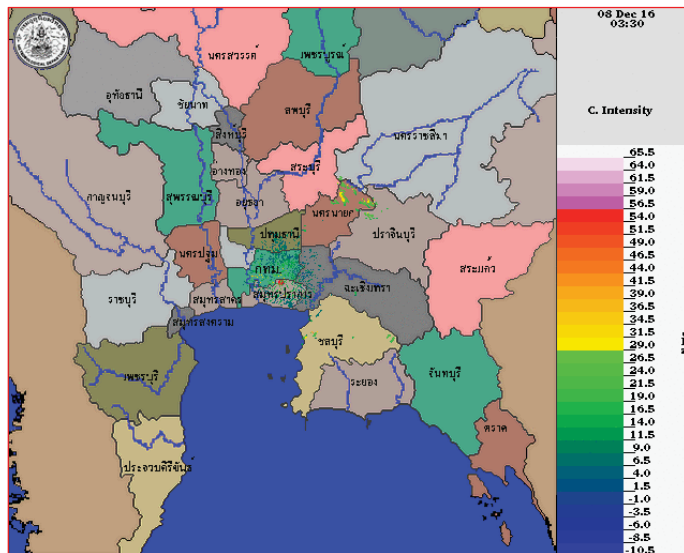 08 Dec 16
03:30
C. Intensity
นครสวรรค์
เพชรบูรณ์
อุทัยธานี
ชัยนาท
ลพบุรี
สิงห์บุรี
นครราชสีมา
อ่างทอง
สระบุรี
กาญจนบุรี
สุพรรณบุรี
อยุธยา
นครนายก
ปราจีนบุรี
ปทุมธานี
นครปฐม
กทม.
สระแก้ว
ฉะเชิงเทรา
ราชบุรี
สมุทรสาคร
สมุทรปราการ
สมุทรสงคราม
ชลบุรี
เพชรบุรี
ระยอง
จันทบุรี
ตราด
ประจวบคีรีขันธ์
65.5
64.0
61.5
59.0
56.5
54.0
51.5
49.0
46.5
44.0
41.5
39.0
36.5
34.5
31.5
29.0
26.5
24.0
21.5
19.0
16.5
14.0
11.5
9.0
6.5
4.0
1.5
-1.0
-3.5
-6.0
-8.5
-10.5